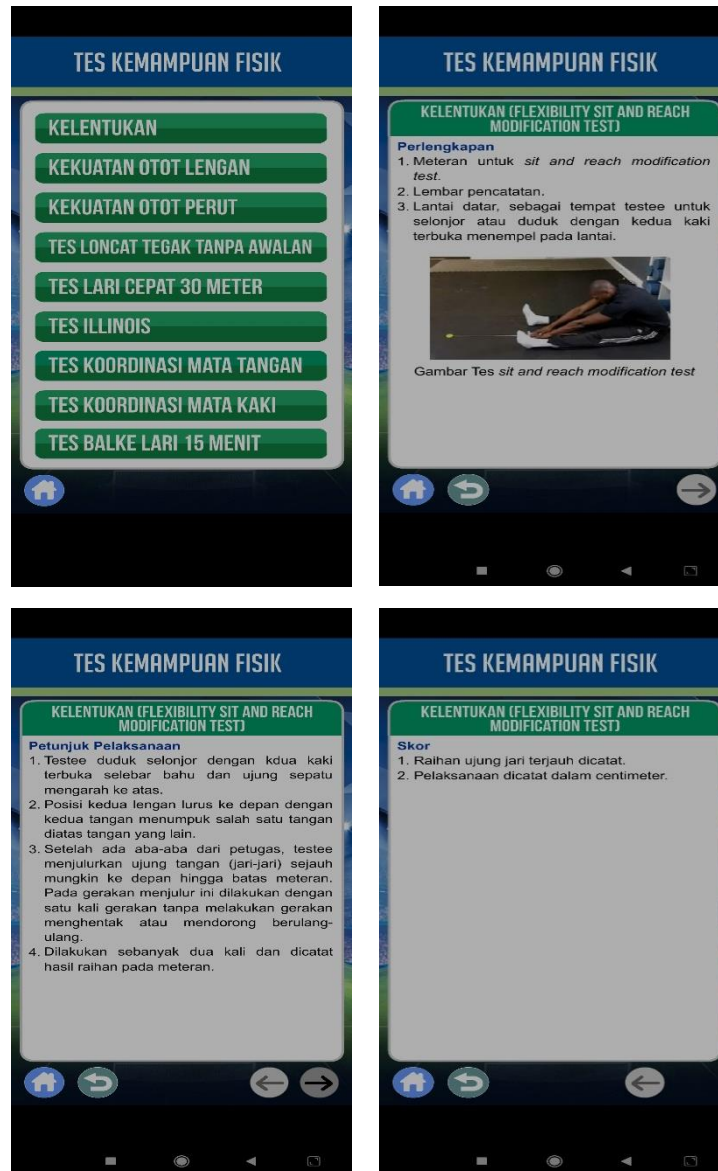 TES KEMAMPUAN FISIK
KELENTUKAN
KEKUATAN OTOT LENGAN
KEKUATAN OTOT PERUT
TES LONCAT TEGAK TANPA AWALAN
TES LARI CEPAT 30 METER
TES ILLINOIS
TES KOORDINASI MATA TANGAN
TES KOORDINASI MATA KAKI
TES BALKE LARI 15 MENIT
TES KEMAMPUAN FISIK
KELENTUKAN (FLEXIBILITY SIT AND REACH
MODIFICATION TEST)
Perlengkapan
1. Meteran untuk sit and reach modification
test.
2. Lembar pencatatan.
3. Lantai datar, sebagai tempat testee untuk
selonjor atau duduk dengan kedua kaki
terbuka menempel pada lantai.
Gambar Tes sit and reach modification test
TES KEMAMPUAN FISIK
KELENTUKAN (FLEXIBILITY SIT AND REACH
MODIFICATION TEST)
Petunjuk Pelaksanaan
1. Testee duduk selonjor dengan kdua kaki
terbuka selebar bahu dan ujung sepatu
mengarah ke atas.
2. Posisi kedua lengan lurus ke depan dengan
kedua tangan menumpuk salah satu tangan
diatas tangan yang lain.
3. Setelah ada aba-aba dari petugas, testee
menjulurkan ujung tangan (jari-jari) sejauh
mungkin ke depan hingga batas meteran.
Pada gerakan menjulur ini dilakukan dengan
satu kali gerakan tanpa melakukan gerakan
menghentak atau mendorong berulang-
ulang.
4. Dilakukan sebanyak dua kali dan dicatat
hasil raihan pada meteran.
TES KEMAMPUAN FISIK
KELENTUKAN (FLEXIBILITY SIT AND REACH
MODIFICATION TEST)
Skor
1. Raihan ujung jari terjauh dicatat.
2. Pelaksanaan dicatat dalam centimeter.